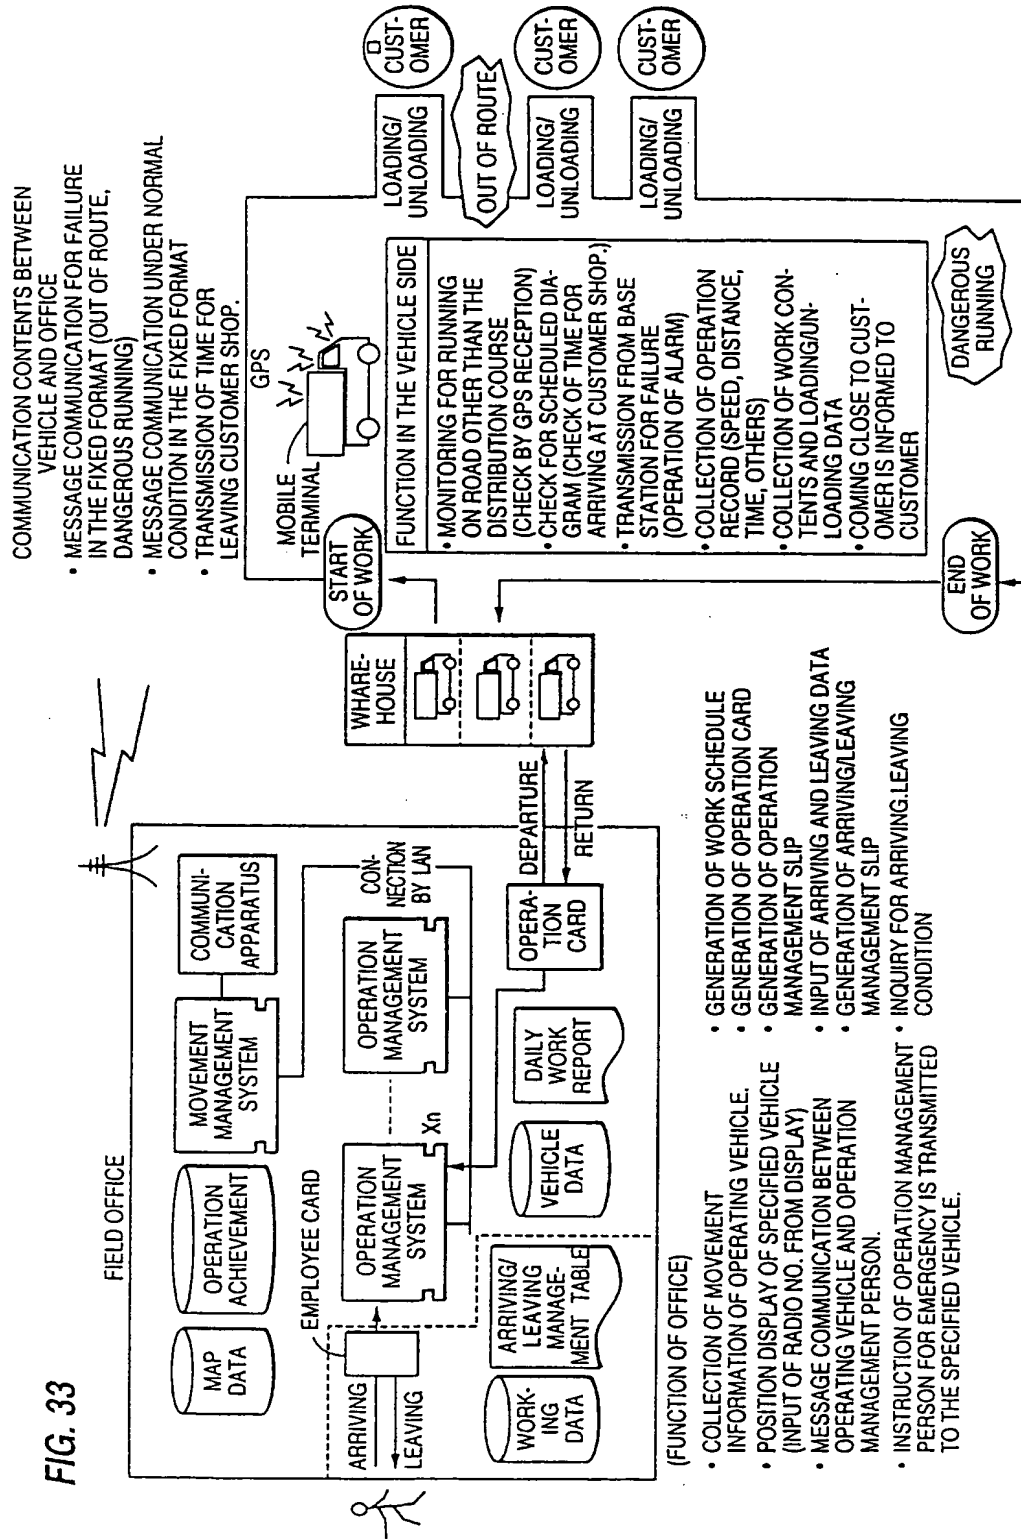 FIG. 33
FIELD OFFICE
MAP
DATA
OPERATION
ACHIEVEMENT
MOVEMENT
MANAGEMENT
SYSTEM
COMMUNI-
CATION
APPARATUS
ARRIVING
LEAVING
EMPLOYEE CARD
OPERATION
MANAGEMENT
SYSTEM
Xn
OPERATION
MANAGEMENT
SYSTEM
CON-
NECTION
BY LAN
WORK-
ING
DATA
ARRIVING/
LEAVING
MANAGE-
MENT TABLE
VEHICLE
DATA
DAILY
WORK
REPORT
OPERA-
TION
CARD
DEPARTURE
RETURN
WHARE-
HOUSE
COMMUNICATION CONTENTS BETWEEN
VEHICLE AND OFFICE
• MESSAGE COMMUNICATION FOR FAILURE
IN THE FIXED FORMAT (OUT OF ROUTE,
DANGEROUS RUNNING)
• MESSAGE COMMUNICATION UNDER NORMAL
CONDITION IN THE FIXED FORMAT
• TRANSMISSION OF TIME FOR
LEAVING CUSTOMER SHOP.
GPS
MOBILE
TERMINAL
START
OF WORK
FUNCTION IN THE VEHICLE SIDE
• MONITORING FOR RUNNING
ON ROAD OTHER THAN THE
DISTRIBUTION COURSE
(CHECK BY GPS RECEPTION)
• CHECK FOR SCHEDULED DIA-
GRAM (CHECK OF TIME FOR
ARRIVING AT CUSTOMER SHOP.)
• TRANSMISSION FROM BASE
STATION FOR FAILURE
(OPERATION OF ALARM)
• COLLECTION OF OPERATION
RECORD (SPEED, DISTANCE,
TIME, OTHERS)
• COLLECTION OF WORK CON-
TENTS AND LOADING/UN-
LOADING DATA
• COMING CLOSE TO CUST-
OMER IS INFORMED TO
CUSTOMER
LOADING/
UNLOADING
CUST-
OMER
OUT OF ROUTE
LOADING/
UNLOADING
CUST-
OMER
LOADING/
UNLOADING
CUST-
OMER
DANGEROUS
RUNNING
END
OF WORK
(FUNCTION OF OFFICE)
• COLLECTION OF MOVEMENT
INFORMATION OF OPERATING VEHICLE.
• POSITION DISPLAY OF SPECIFIED VEHICLE
(INPUT OF RADIO NO. FROM DISPLAY)
• MESSAGE COMMUNICATION BETWEEN
OPERATING VEHICLE AND OPERATION
MANAGEMENT PERSON.
• INSTRUCTION OF OPERATION MANAGEMENT
PERSON FOR EMERGENCY IS TRANSMITTED
TO THE SPECIFIED VEHICLE.
• GENERATION OF WORK SCHEDULE
• GENERATION OF OPERATION CARD
• GENERATION OF OPERATION
MANAGEMENT SLIP
• INPUT OF ARRIVING AND LEAVING DATA
• GENERATION OF ARRIVING/LEAVING
MANAGEMENT SLIP
• INQUIRY FOR ARRIVING.LEAVING
CONDITION